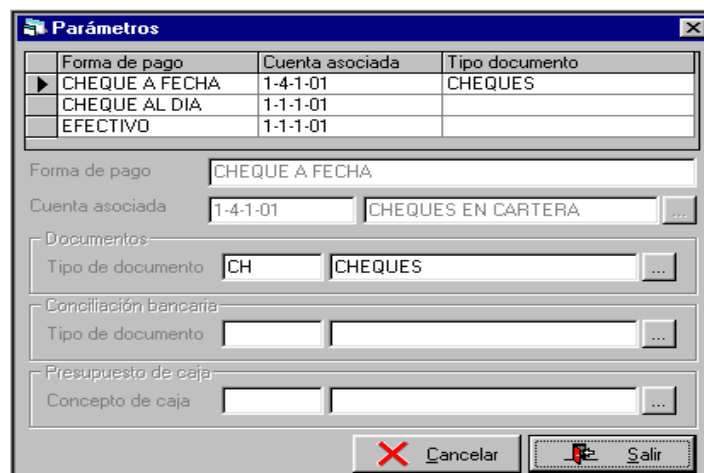 Parámetros
Forma de pago Cuenta asociada Tipo documento
CHEQUE A FECHA 1-4-1-01 CHEQUES
CHEQUE AL DIA 1-1-1-01
EFECTIVO 1-1-1-01
Forma de pago CHEQUE A FECHA
Cuenta asociada 1-4-1-01 CHEQUES EN CARTERA ...
Documentos
Tipo de documento CH CHEQUES ...
Conciliación bancaria
Tipo de documento ...
Presupuesto de caja
Concepto de caja ...
Cancelar Salir